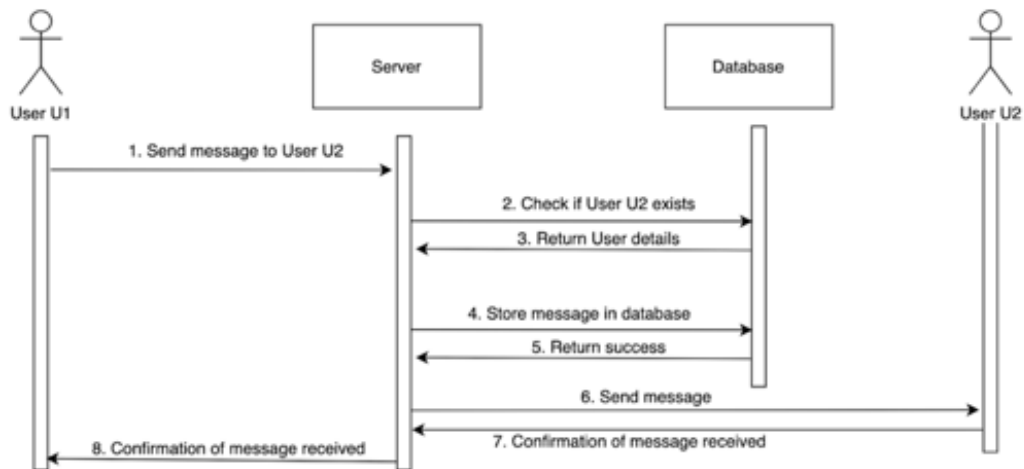 Server
Database
User U1
User U2
1. Send message to User U2
2. Check if User U2 exists
3. Return User details
4. Store message in database
5. Return success
6. Send message
7. Confirmation of message received
8. Confirmation of message received